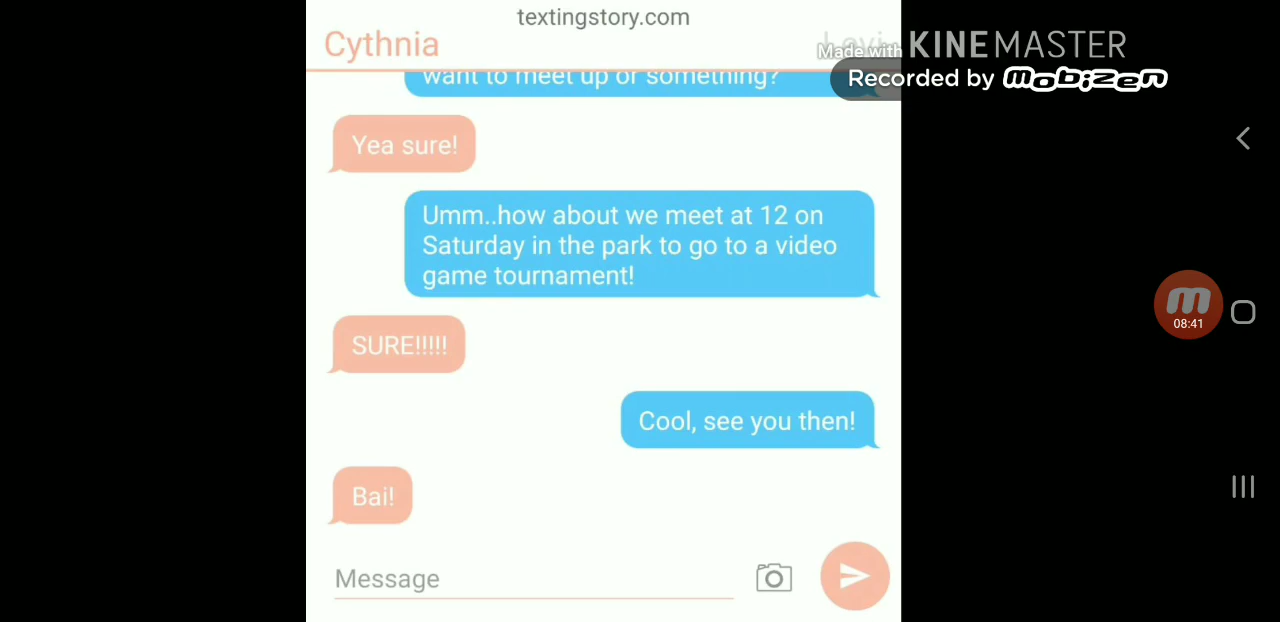 textingstory.com
Cythnia
Made with KINEMASTER
Recorded by mobizen
want to meet up or something?
Yea sure!
Umm..how about we meet at 12 on
Saturday in the park to go to a video
game tournament!
SURE!!!!!
08:41
Cool, see you then!
Bai!
Message